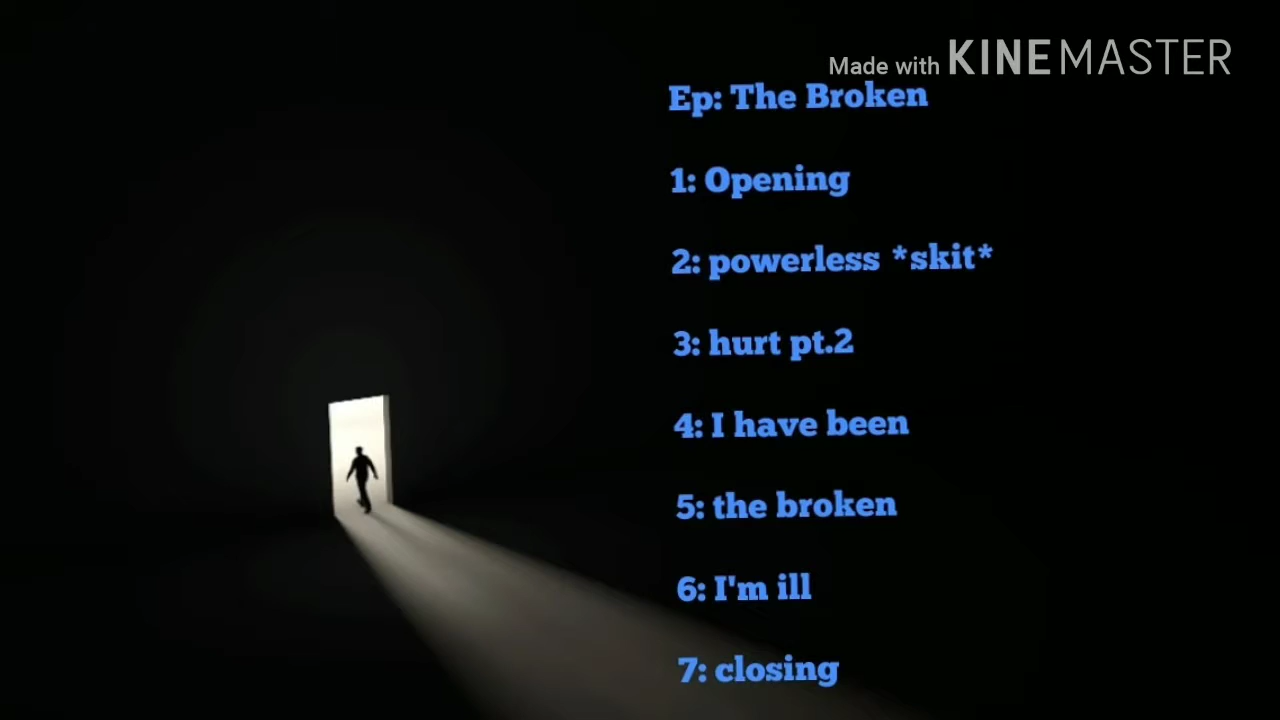 Made with KINEMASTER
Ep: The Broken
1: Opening
2: powerless *skit*
3: hurt pt.2
4: I have been
5: the broken
6: I'm ill
7: closing